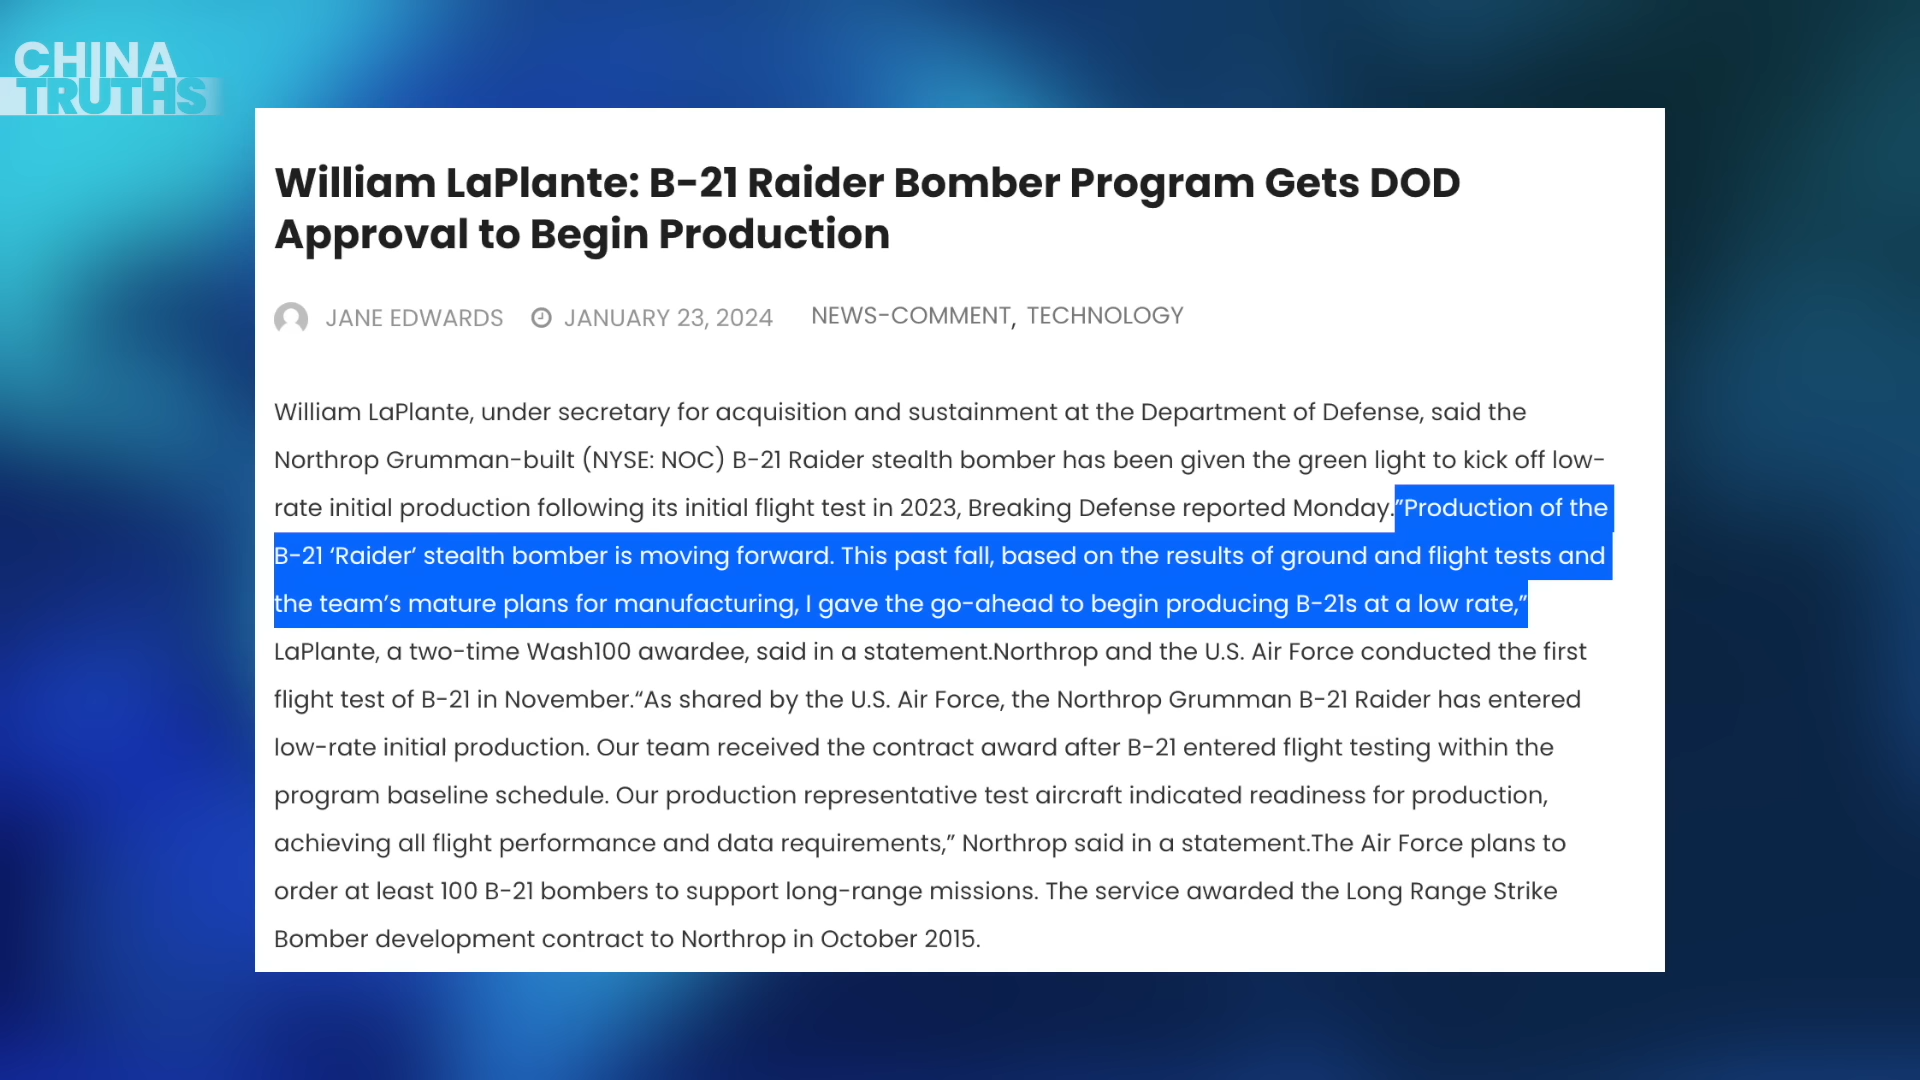 CHINA
TRUTHS
William LaPlante: B-21 Raider Bomber Program Gets DOD
Approval to Begin Production
JANE EDWARDS JANUARY 23, 2024 NEWS-COMMENT, TECHNOLOGY
William LaPlante, under secretary for acquisition and sustainment at the Department of Defense, said the
Northrop Grumman-built (NYSE: NOC) B-21 Raider stealth bomber has been given the green light to kick off low-
rate initial production following its initial flight test in 2023, Breaking Defense reported Monday.”Production of the
B-21 ‘Raider’ stealth bomber is moving forward. This past fall, based on the results of ground and flight tests and
the team’s mature plans for manufacturing, I gave the go-ahead to begin producing B-21s at a low rate,”
LaPlante, a two-time Wash100 awardee, said in a statement.Northrop and the U.S. Air Force conducted the first
flight test of B-21 in November.“As shared by the U.S. Air Force, the Northrop Grumman B-21 Raider has entered
low-rate initial production. Our team received the contract award after B-21 entered flight testing within the
program baseline schedule. Our production representative test aircraft indicated readiness for production,
achieving all flight performance and data requirements,” Northrop said in a statement.The Air Force plans to
order at least 100 B-21 bombers to support long-range missions. The service awarded the Long Range Strike
Bomber development contract to Northrop in October 2015.